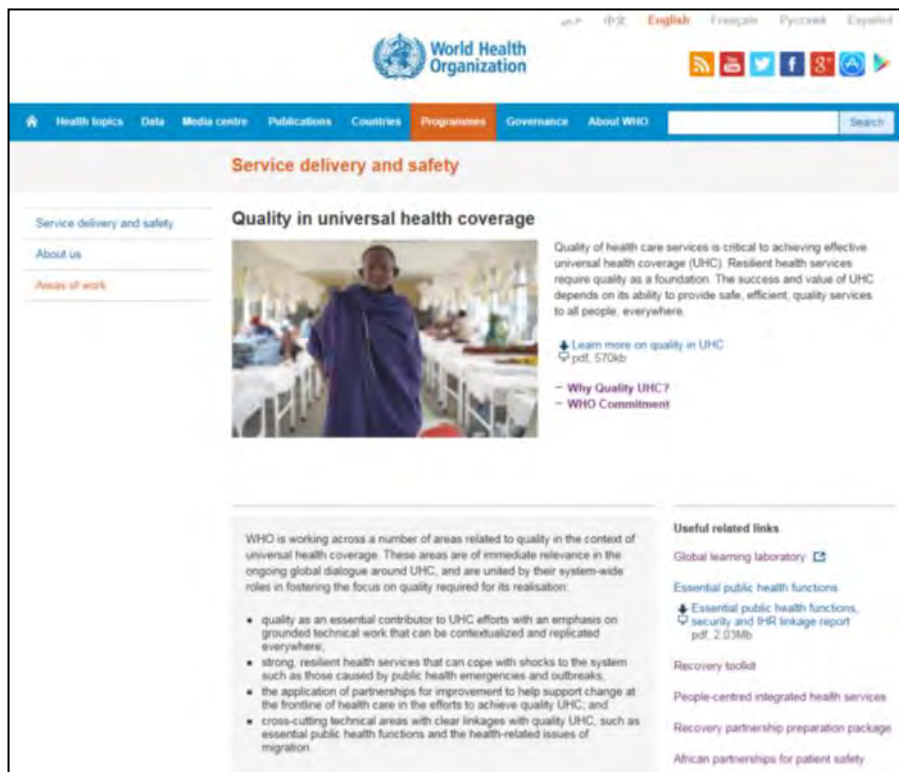 عربي 中文 English Français Русский Español
World Health
Organization
Health topics Data Media centre Publications Countries Programmes Governance About WHO Search
Service delivery and safety
Service delivery and safety
About us
Areas of work
Quality in universal health coverage
Quality of health care services is critical to achieving effective
universal health coverage (UHC). Resilient health services
require quality as a foundation. The success and value of UHC
depends on its ability to provide safe, efficient, quality services
to all people, everywhere.
Learn more on quality in UHC
pdf, 570kb
– Why Quality UHC?
– WHO Commitment
WHO is working across a number of areas related to quality in the context of
universal health coverage. These areas are of immediate relevance in the
ongoing global dialogue around UHC, and are united by their system-wide
roles in fostering the focus on quality required for its realisation:
▪ quality as an essential contributor to UHC efforts with an emphasis on
grounded technical work that can be contextualized and replicated
everywhere;
▪ strong, resilient health services that can cope with shocks to the system
such as those caused by public health emergencies and outbreaks;
▪ the application of partnerships for improvement to help support change at
the frontline of health care in the efforts to achieve quality UHC; and
▪ cross-cutting technical areas with clear linkages with quality UHC, such as
essential public health functions and the health-related issues of
migration.
Useful related links
Global learning laboratory
Essential public health functions
Essential public health functions,
security and IHR linkage report
pdf, 2.03Mb
Recovery toolkit
People-centred integrated health services
Recovery partnership preparation package
African partnerships for patient safety